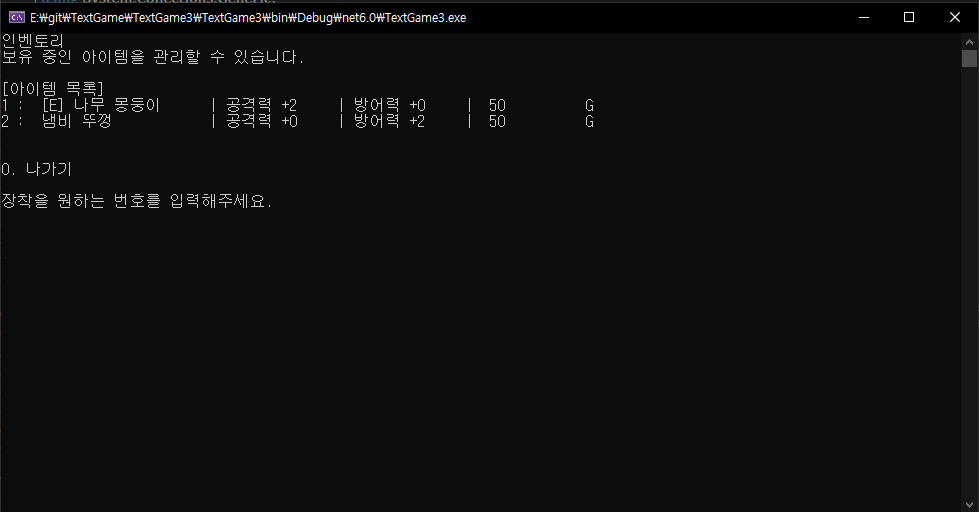 E:₩git₩TextGame₩TextGame3₩TextGame3₩bin₩Debug₩net6.0₩TextGame3.exe
인벤토리
보유 중인 아이템을 관리할 수 있습니다.
[아이템 목록]
1 : [E] 나무 몽둥이 | 공격력 +2 | 방어력 +0 | 50 G
2 : 냄비 뚜껑 | 공격력 +0 | 방어력 +2 | 50 G
0. 나가기
장착을 원하는 번호를 입력해주세요.